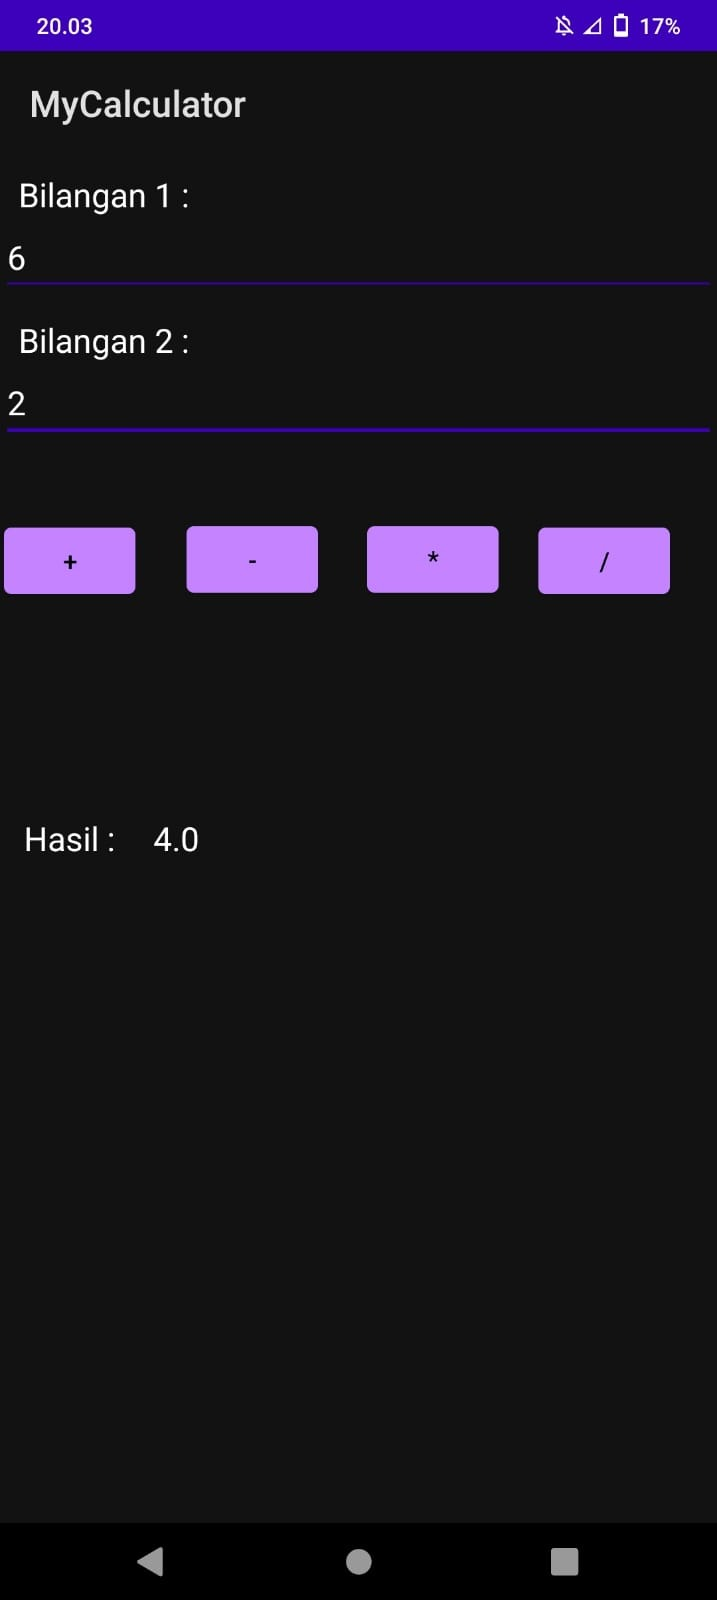 20.03 17%
MyCalculator
Bilangan 1 :
6
Bilangan 2 :
2
+ - * /
Hasil : 4.0